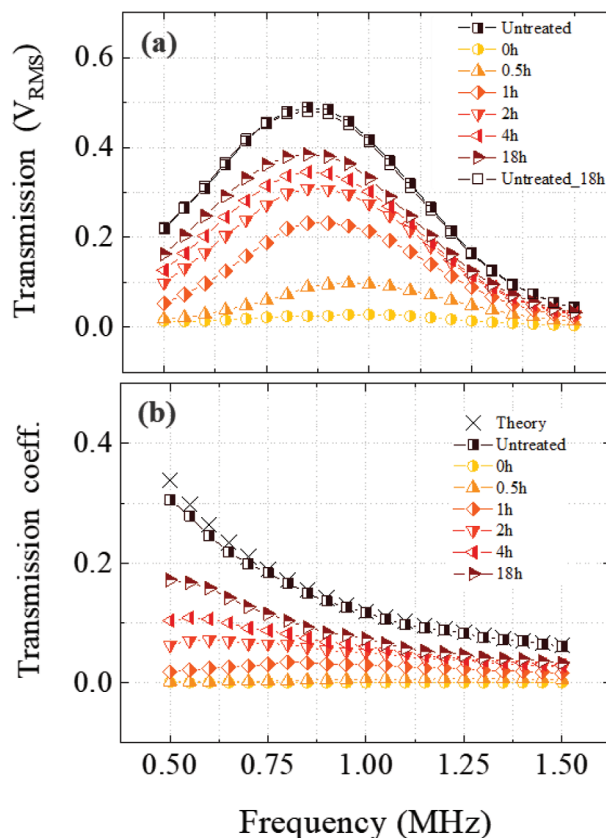 (a)
Untreated
0h
0.5h
1h
2h
4h
18h
Untreated_18h
Transmission (V_RMS)
0.6
0.4
0.2
0.0
(b)
Theory
Untreated
0h
0.5h
1h
2h
4h
18h
Transmission coeff.
0.4
0.2
0.0
0.50 0.75 1.00 1.25 1.50
Frequency (MHz)